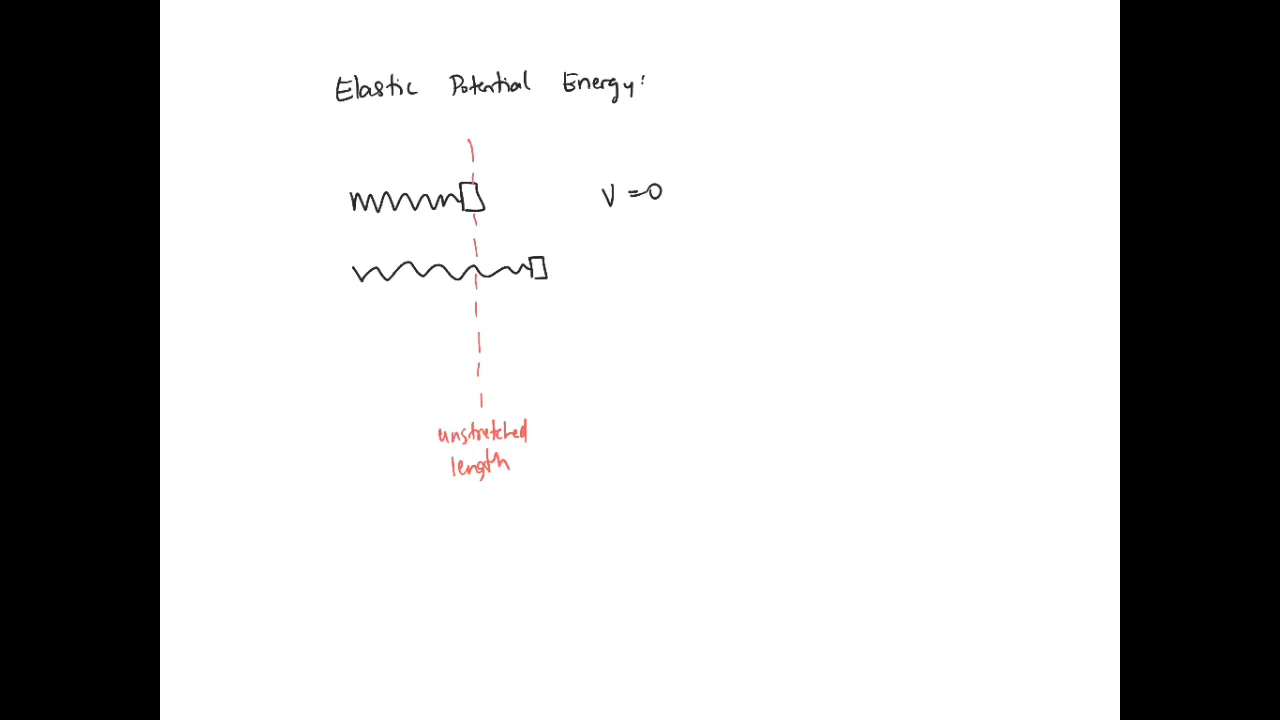 Elastic Potential Energy:
V = 0
unstretched
length